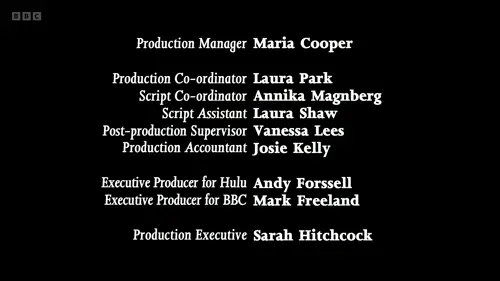 BBC
Production Manager Maria Cooper
Production Co-ordinator Laura Park
Script Co-ordinator Annika Magnberg
Script Assistant Laura Shaw
Post-production Supervisor Vanessa Lees
Production Accountant Josie Kelly
Executive Producer for Hulu Andy Forssell
Executive Producer for BBC Mark Freeland
Production Executive Sarah Hitchcock